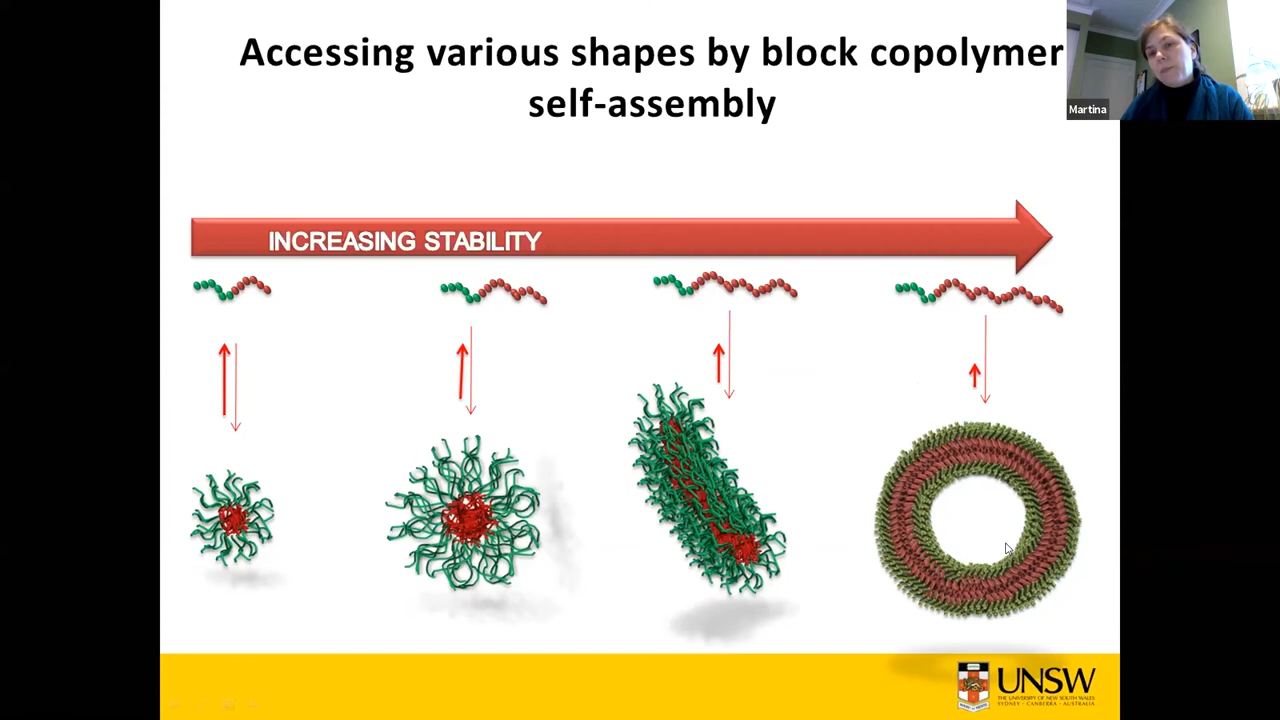 Accessing various shapes by block copolymer
self-assembly
Martina
INCREASING STABILITY
UNSW
THE UNIVERSITY OF NEW SOUTH WALES
SYDNEY · CANBERRA · AUSTRALIA